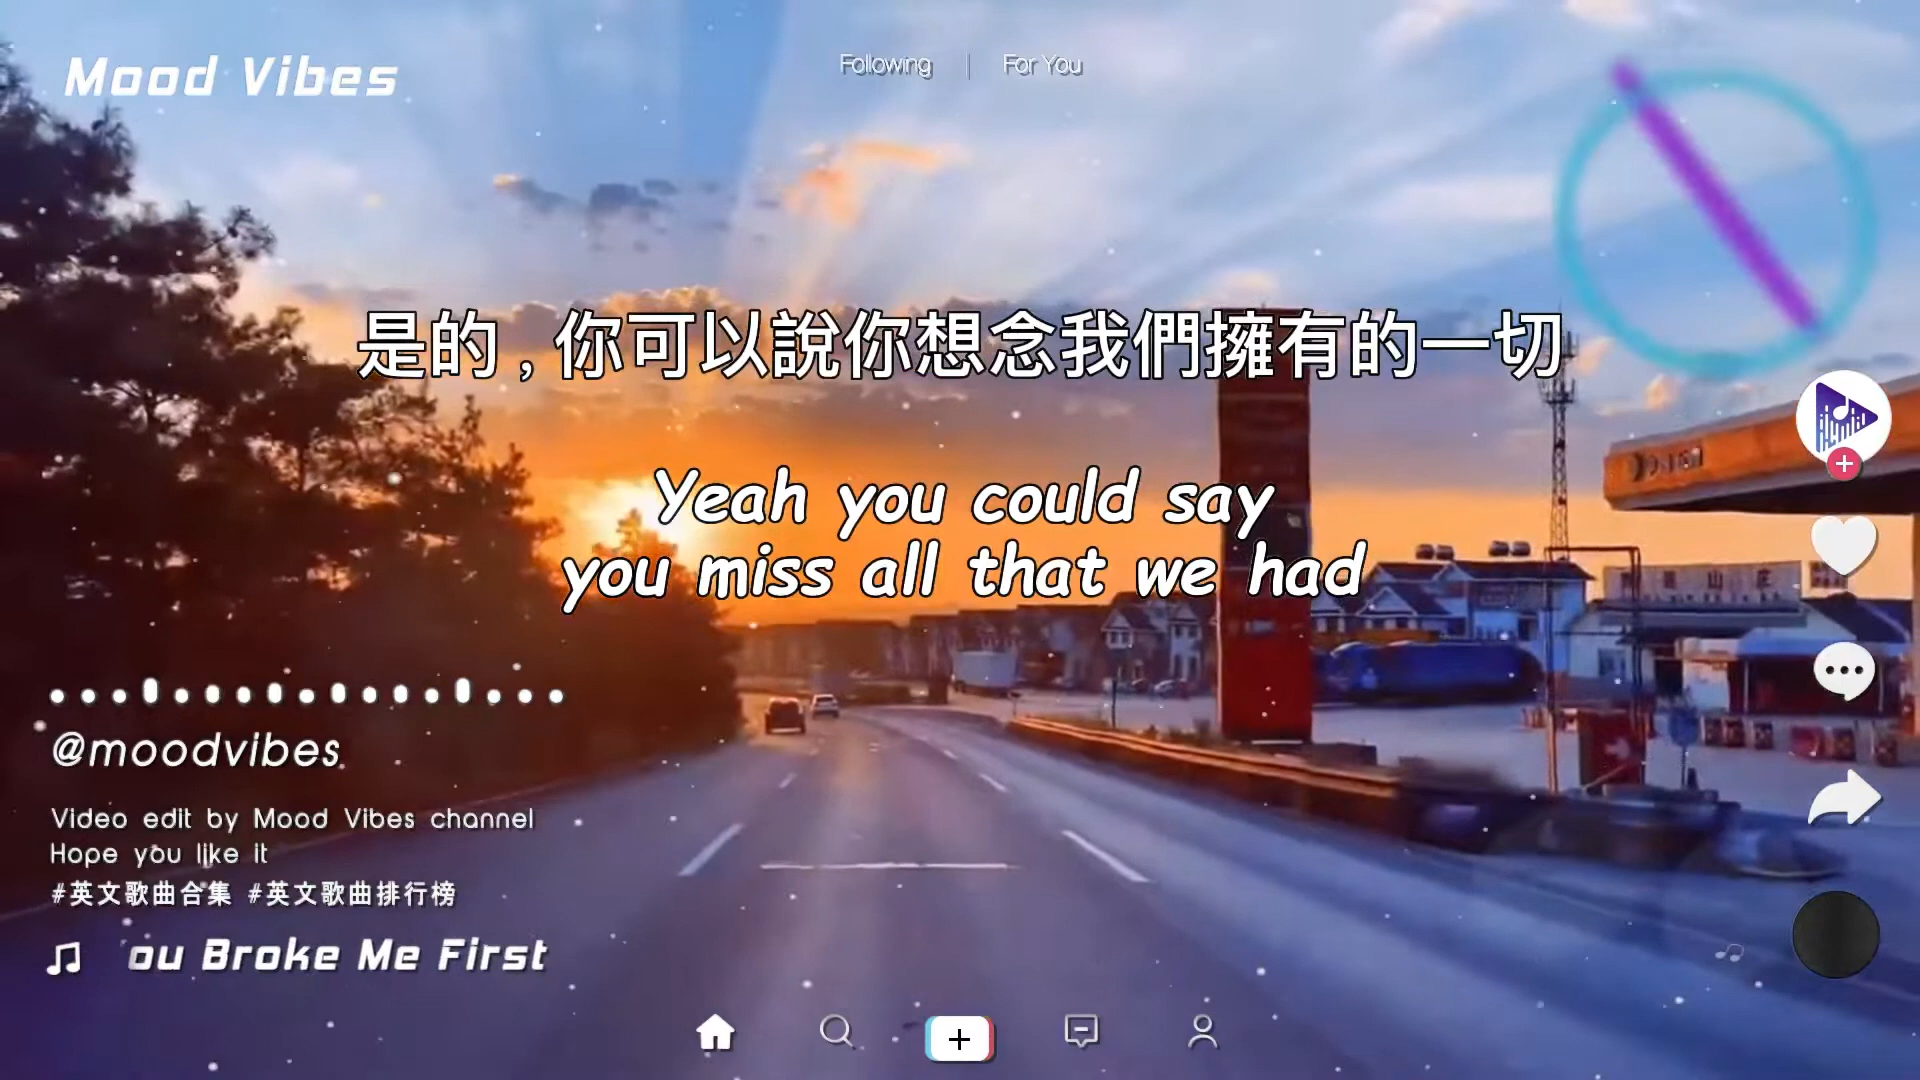 Mood Vibes
Following | For You
是的,你可以說你想念我們擁有的一切
Yeah you could say
you miss all that we had
山庄
@moodvibes
Video edit by Mood Vibes channel
Hope you like it
#英文歌曲合集 #英文歌曲排行榜
ou Broke Me First